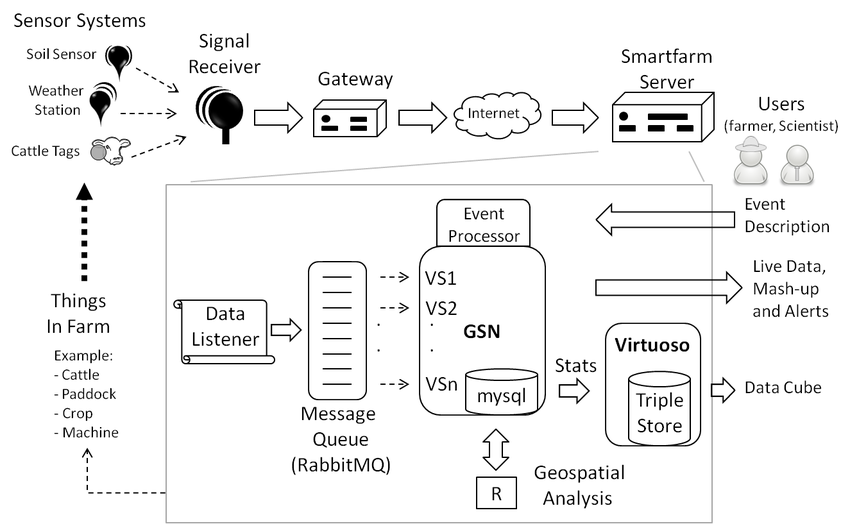 Sensor Systems
Soil Sensor
Weather
Station
Cattle Tags
Signal
Receiver
Gateway
Internet
Smartfarm
Server
Users
(farmer, Scientist)
Event
Description
Live Data,
Mash-up
and Alerts
Data Cube
Things
In Farm
Example:
- Cattle
- Paddock
- Crop
- Machine
Data
Listener
Message
Queue
(RabbitMQ)
Event
Processor
VS1
VS2
GSN
VSn
mysql
Stats
Virtuoso
Triple
Store
R
Geospatial
Analysis